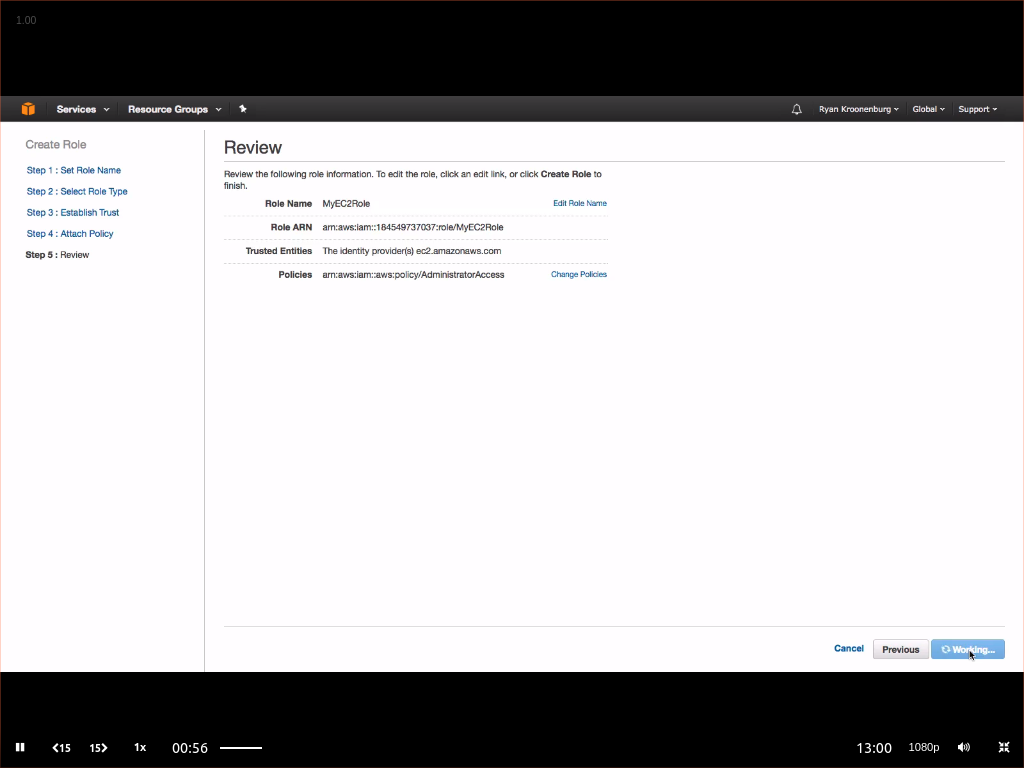 1.00
Services Resource Groups Ryan Kroonenburg Global Support
Create Role
Step 1 : Set Role Name
Step 2 : Select Role Type
Step 3 : Establish Trust
Step 4 : Attach Policy
Step 5 : Review
Review
Review the following role information. To edit the role, click an edit link, or click Create Role to
finish.
Role Name MyEC2Role Edit Role Name
Role ARN arn:aws:iam::184549737037:role/MyEC2Role
Trusted Entities The identity provider(s) ec2.amazonaws.com
Policies arn:aws:iam::aws:policy/AdministratorAccess Change Policies
Cancel Previous Working...
15 15 1x 00:56 13:00 1080p